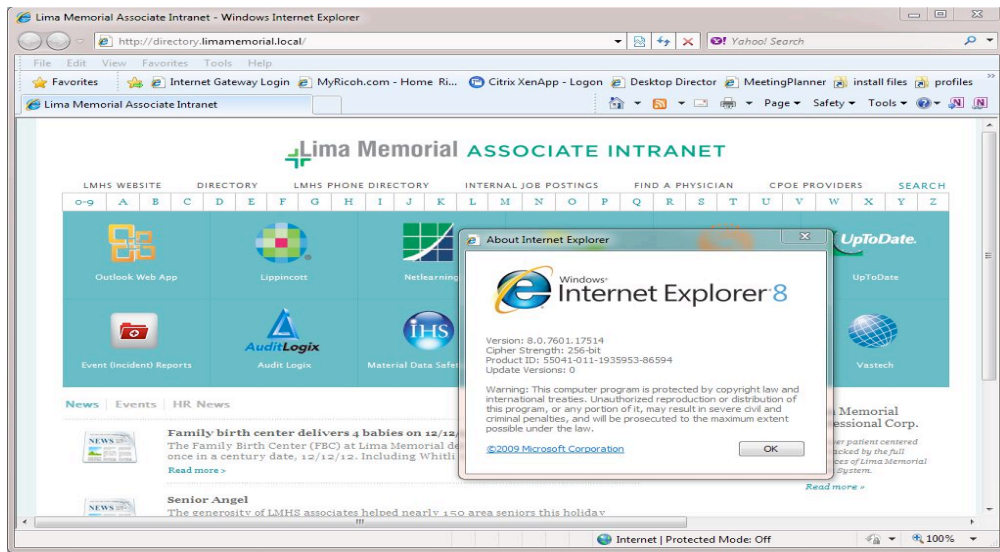 Lima Memorial Associate Intranet - Windows Internet Explorer
http://directory.limamemorial.local/
Yahoo! Search
File Edit View Favorites Tools Help
Favorites Internet Gateway Login MyRicoh.com - Home Ri... Citrix XenApp - Logon Desktop Director MeetingPlanner install files profiles
Lima Memorial Associate Intranet
Page Safety Tools
Lima Memorial ASSOCIATE INTRANET
LMHS WEBSITE DIRECTORY LMHS PHONE DIRECTORY INTERNAL JOB POSTINGS FIND A PHYSICIAN CPOE PROVIDERS SEARCH
0-9 A B C D E F G H I J K L M N O P Q R S T U V W X Y Z
UpToDate.
Outlook Web App Lippincott Netlearning UpToDate
AuditLogix
IHS
Event (Incident) Reports Audit Logix Material Data Safe Vastech
About Internet Explorer
Windows
Internet Explorer 8
Version: 8.0.7601.17514
Cipher Strength: 256-bit
Product ID: 55041-011-1935953-86594
Update Versions: 0
Warning: This computer program is protected by copyright law and
international treaties. Unauthorized reproduction or distribution of
this program, or any portion of it, may result in severe civil and
criminal penalties, and will be prosecuted to the maximum extent
possible under the law.
©2009 Microsoft Corporation
OK
News Events HR News
NEWS
Family birth center delivers 4 babies on 12/12/
The Family Birth Center (FBC) at Lima Memorial de
once in a century date, 12/12/12. Including Whitli
Read more >
NEWS
Senior Angel
The generosity of LMHS associates helped nearly 150 area seniors this holiday
Memorial
essional Corp.
er patient centered
acked by the full
ces of Lima Memorial
System.
Read more »
Internet | Protected Mode: Off
100%